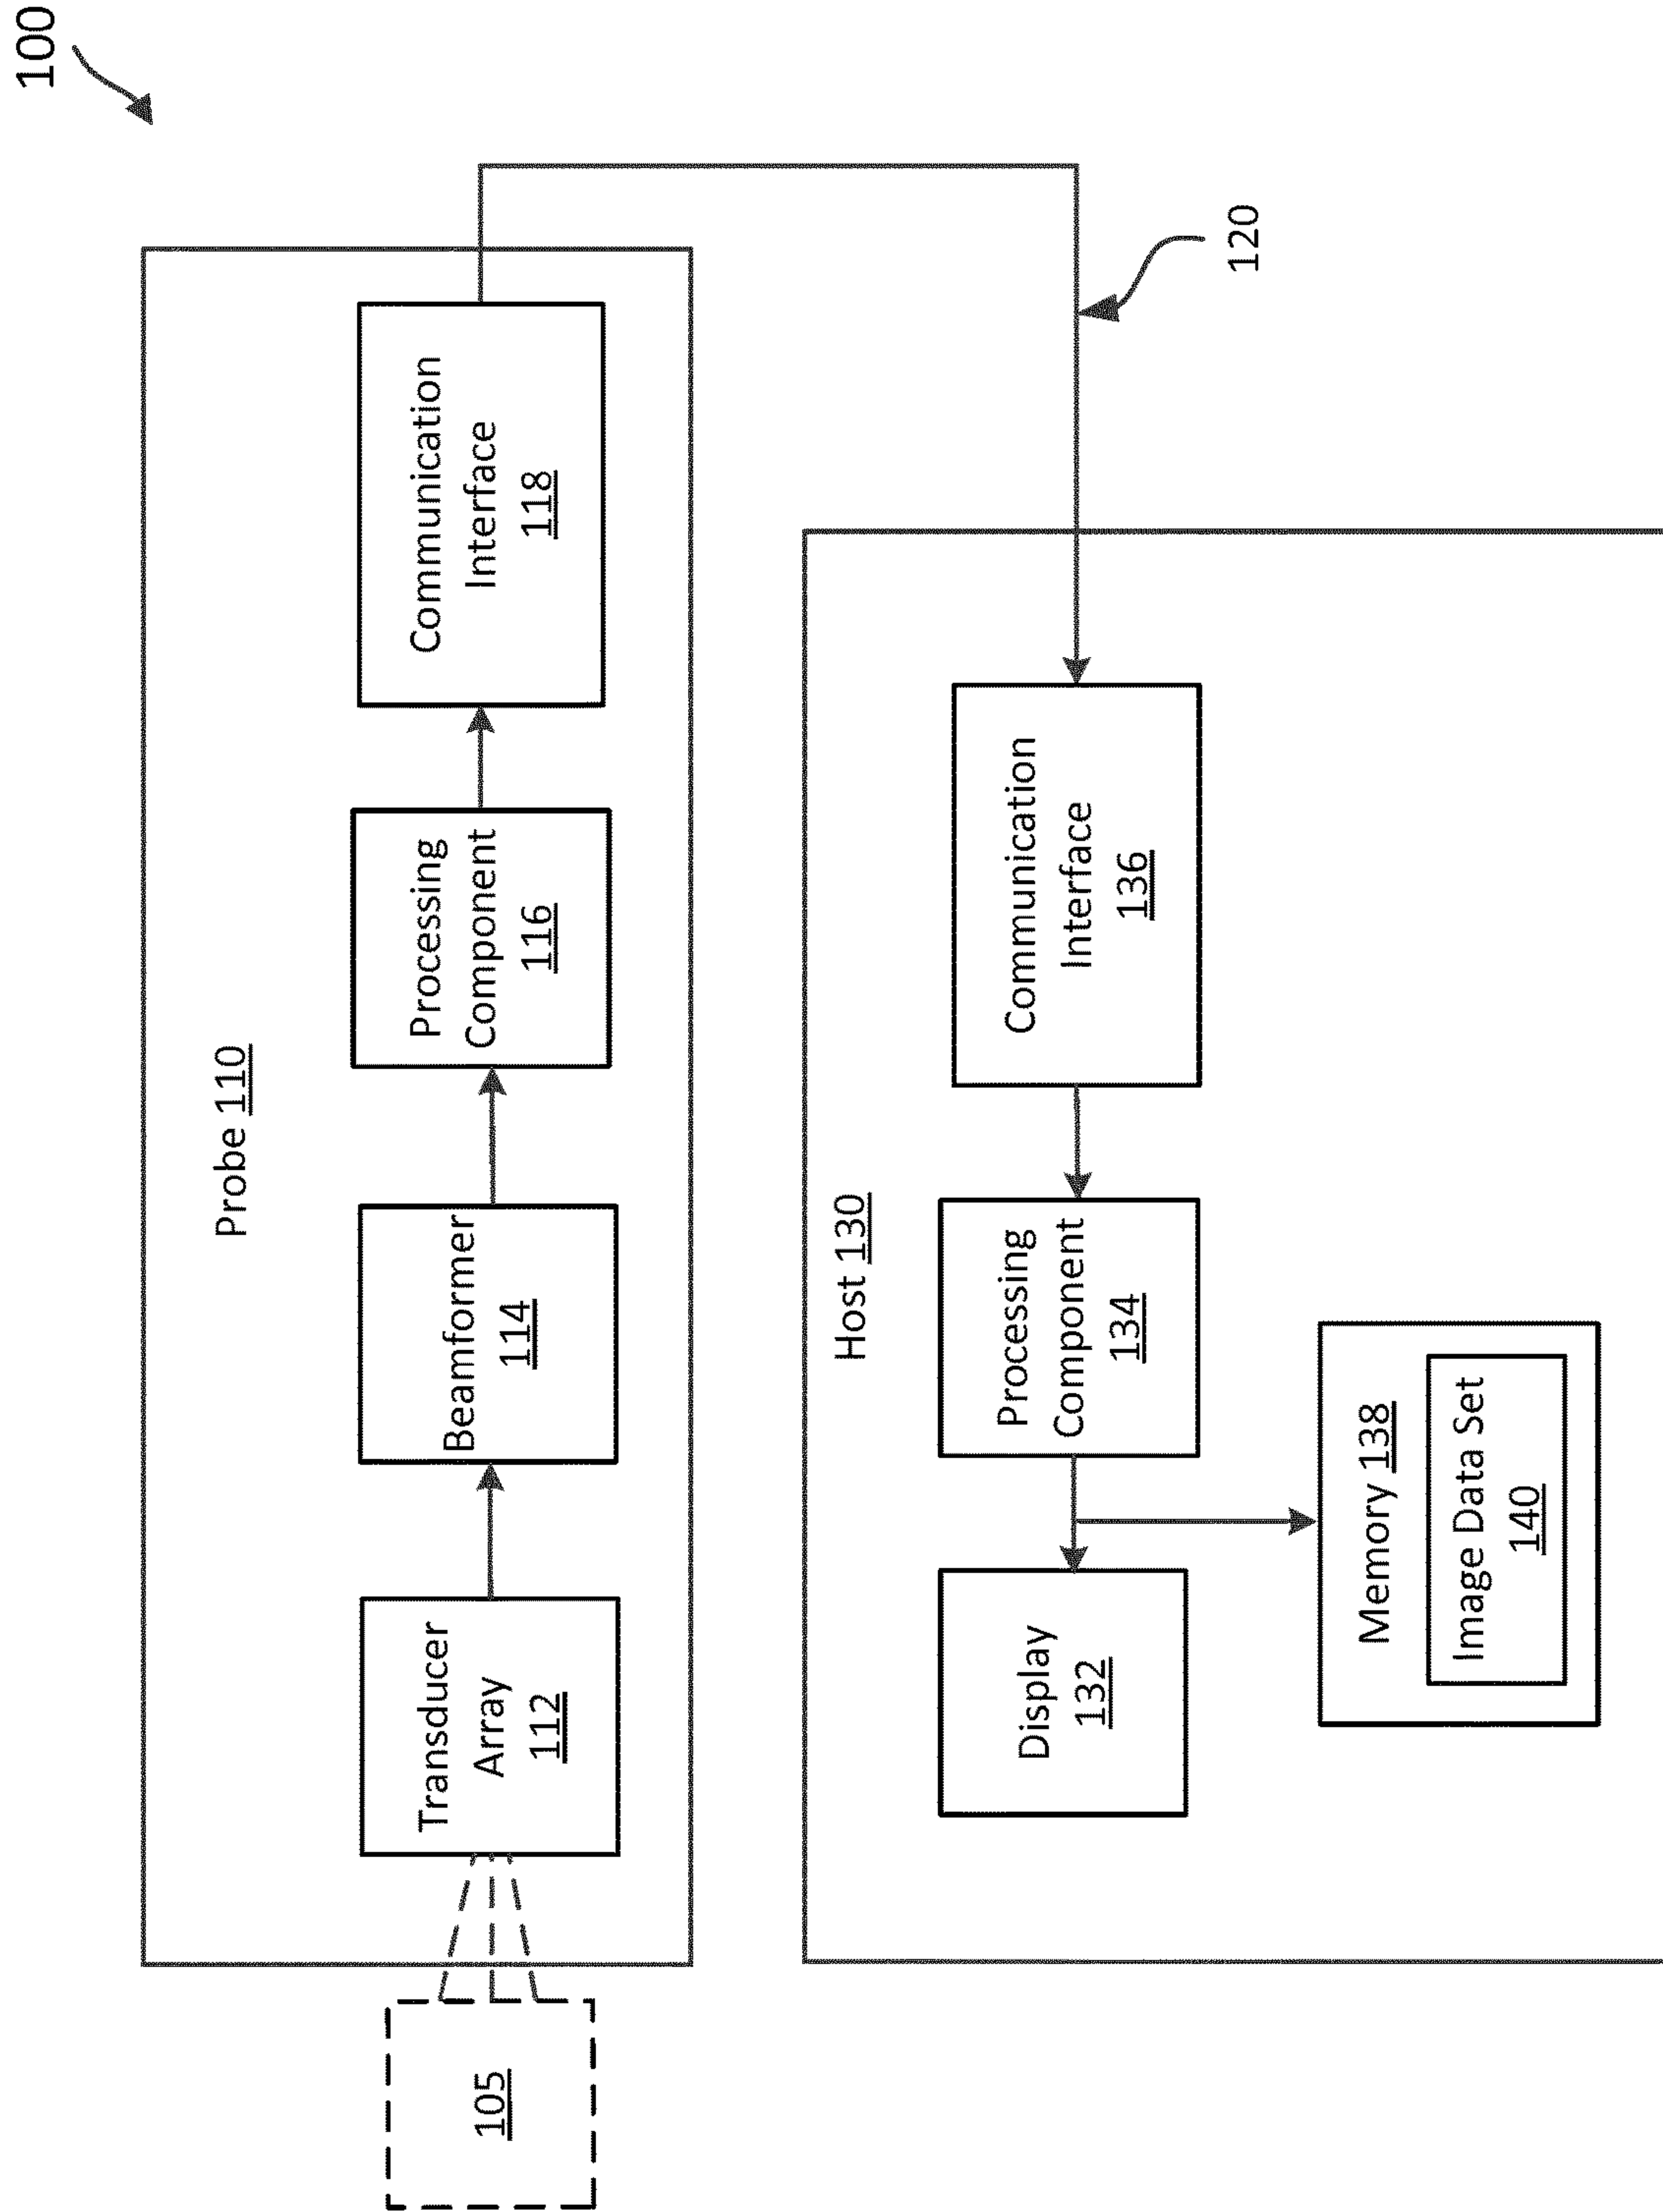 100
Probe 110
105
Transducer
Array
112
Beamformer
114
Processing
Component
116
Communication
Interface
118
120
Host 130
Display
132
Processing
Component
134
Communication
Interface
136
Memory 138
Image Data Set
140